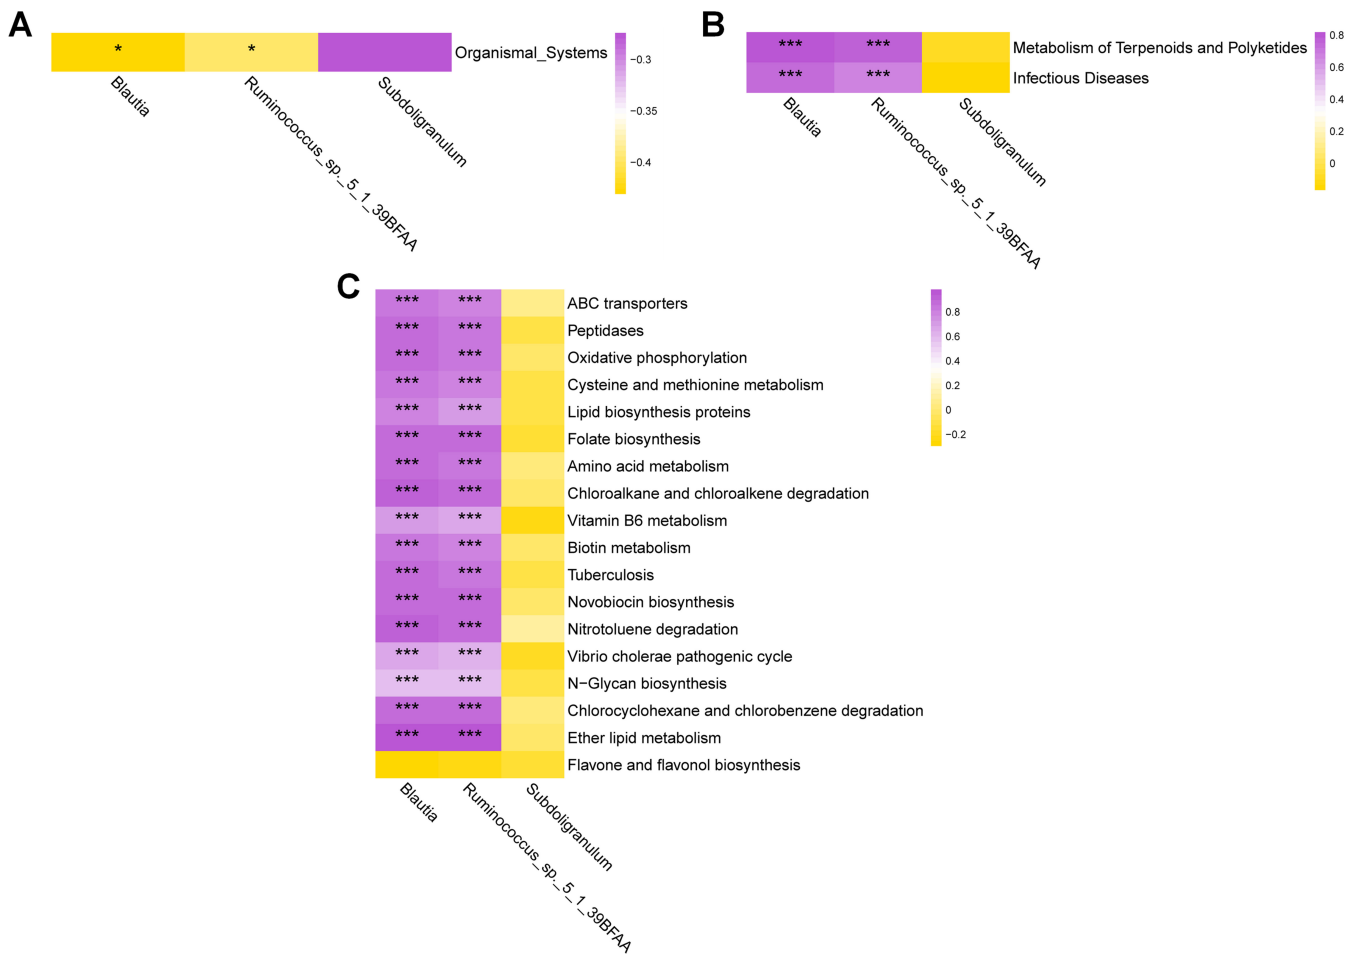 A
* *
Organismal_Systems
Blautia
Ruminococcus_sp._5_1_39BFAA
Subdoligranulum
−0.3
−0.35
−0.4
B
*** ***
Metabolism of Terpenoids and Polyketides
*** ***
Infectious Diseases
Blautia
Ruminococcus_sp._5_1_39BFAA
Subdoligranulum
0.8
0.6
0.4
0.2
0
C
*** *** ABC transporters
*** *** Peptidases
*** *** Oxidative phosphorylation
*** *** Cysteine and methionine metabolism
*** *** Lipid biosynthesis proteins
*** *** Folate biosynthesis
*** *** Amino acid metabolism
*** *** Chloroalkane and chloroalkene degradation
*** *** Vitamin B6 metabolism
*** *** Biotin metabolism
*** *** Tuberculosis
*** *** Novobiocin biosynthesis
*** *** Nitrotoluene degradation
*** *** Vibrio cholerae pathogenic cycle
*** *** N−Glycan biosynthesis
*** *** Chlorocyclohexane and chlorobenzene degradation
*** *** Ether lipid metabolism
Flavone and flavonol biosynthesis
Blautia
Ruminococcus_sp._5_1_39BFAA
Subdoligranulum
0.8
0.6
0.4
0.2
0
−0.2